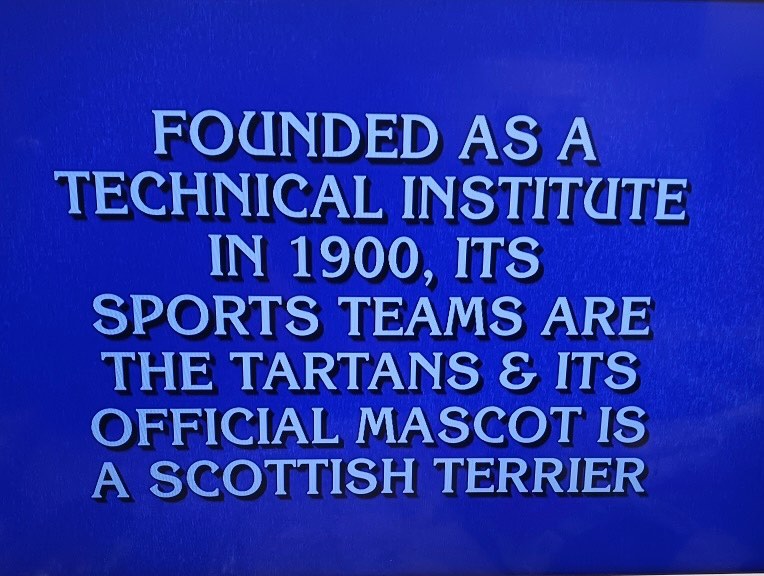 FOUNDED AS A
TECHNICAL INSTITUTE
IN 1900, ITS
SPORTS TEAMS ARE
THE TARTANS & ITS
OFFICIAL MASCOT IS
A SCOTTISH TERRIER